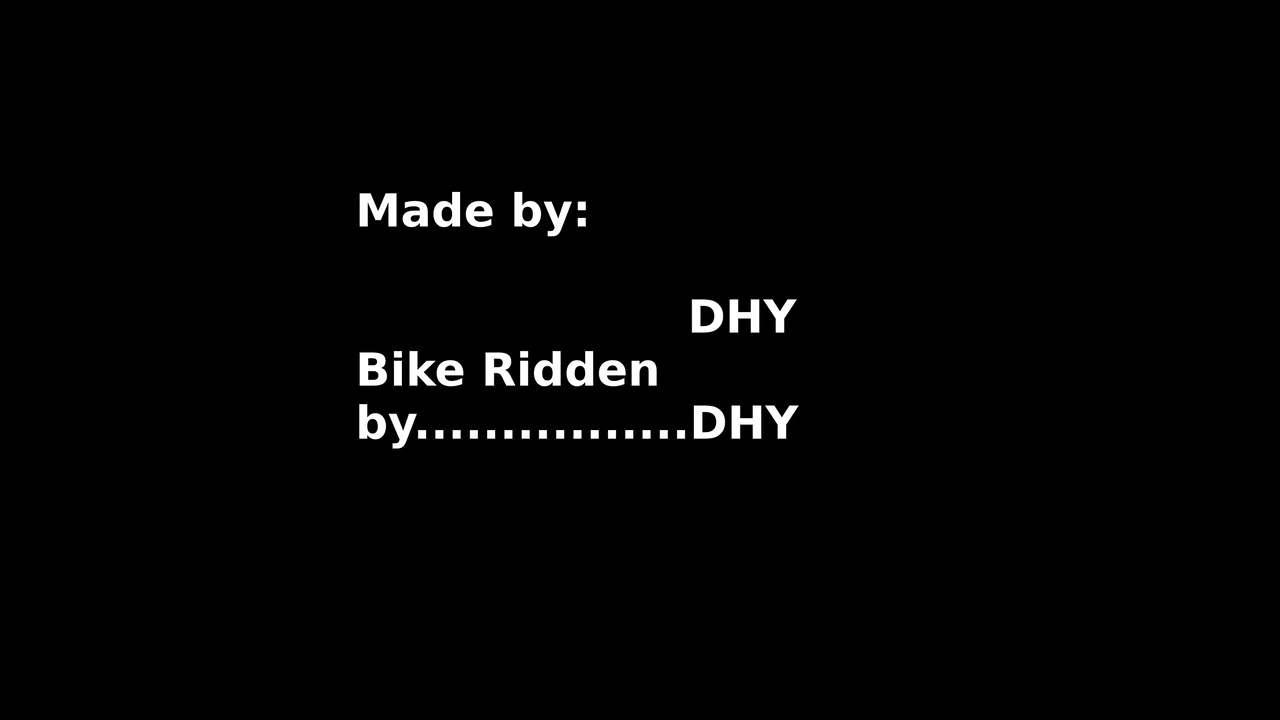 Made by:
DHY
Bike Ridden
by................DHY